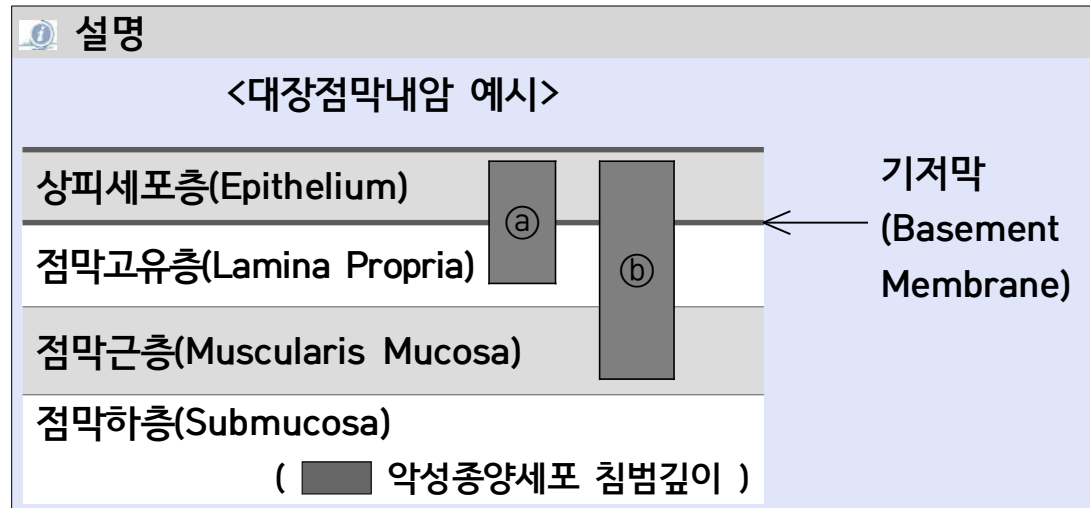 설명
<대장점막내암 예시>
상피세포층(Epithelium)
ⓐ
점막고유층(Lamina Propria)
ⓑ
점막근층(Muscularis Mucosa)
점막하층(Submucosa)
( 악성종양세포 침범깊이 )
기저막
(Basement
Membrane)